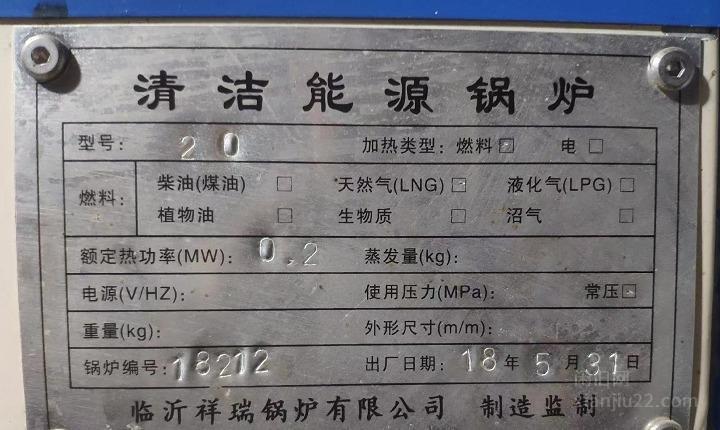 清洁能源锅炉
型号: 20 加热类型: 燃料☑ 电□
燃料: 柴油(煤油) □ 天然气(LNG) ☑ 液化气(LPG) □
植物油 □ 生物质 □ 沼气 □
额定热功率(MW): 0.2 蒸发量(kg):
电源(V/HZ): 使用压力(MPa): 常压☑
重量(kg): 外形尺寸(m/m):
锅炉编号: 18212 出厂日期: 18年5月31日
临沂祥瑞锅炉有限公司 制造监制